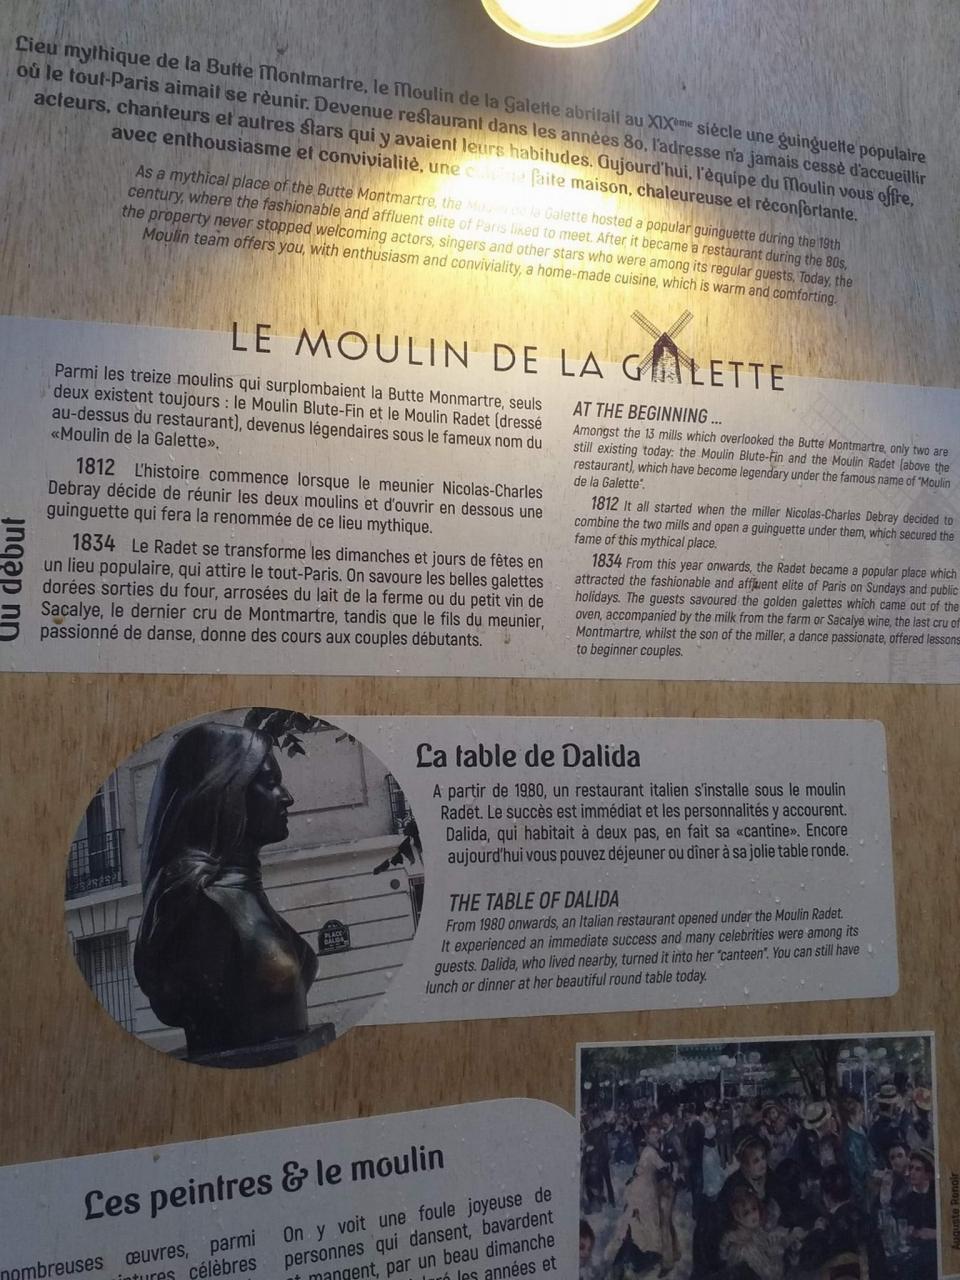 Lieu mythique de la Butte Montmartre, le Moulin de la Galette abritait au XIXème siècle une guinguette populaire
où le tout-Paris aimait se réunir. Devenue restaurant dans les années 80, l'adresse n'a jamais cessé d'accueillir
acteurs, chanteurs et autres stars qui y avaient leurs habitudes. Aujourd'hui, l'équipe du Moulin vous offre,
avec enthousiasme et convivialité, une faite maison, chaleureuse et réconfortante.
As a mythical place of the Butte Montmartre, the Moulin de la Galette hosted a popular guinguette during the 19th
century, where the fashionable and affluent elite of Paris liked to meet. After it became a restaurant during the 80s,
the property never stopped welcoming actors, singers and other stars who were among its regular guests. Today, the
Moulin team offers you, with enthusiasm and conviviality, a home-made cuisine, which is warm and comforting.
LE MOULIN DE LA GALETTE
Au début
Parmi les treize moulins qui surplombaient la Butte Monmartre, seuls
deux existent toujours : le Moulin Blute-Fin et le Moulin Radet (dressé
au-dessus du restaurant), devenus légendaires sous le fameux nom du
«Moulin de la Galette».
1812 L'histoire commence lorsque le meunier Nicolas-Charles
Debray décide de réunir les deux moulins et d'ouvrir en dessous une
guinguette qui fera la renommée de ce lieu mythique.
1834 Le Radet se transforme les dimanches et jours de fêtes en
un lieu populaire, qui attire le tout-Paris. On savoure les belles galettes
dorées sorties du four, arrosées du lait de la ferme ou du petit vin de
Sacalye, le dernier cru de Montmartre, tandis que le fils du meunier,
passionné de danse, donne des cours aux couples débutants.
AT THE BEGINNING ...
Amongst the 13 mills which overlooked the Butte Montmartre, only two are
still existing today: the Moulin Blute-Fin and the Moulin Radet (above the
restaurant), which have become legendary under the famous name of "Moulin
de la Galette".
1812 It all started when the miller Nicolas-Charles Debray decided to
combine the two mills and open a guinguette under them, which secured the
fame of this mythical place.
1834 From this year onwards, the Radet became a popular place which
attracted the fashionable and affluent elite of Paris on Sundays and public
holidays. The guests savoured the golden galettes which came out of the
oven, accompanied by the milk from the farm or Sacalye wine, the last cru of
Montmartre, whilst the son of the miller, a dance passionate, offered lessons
to beginner couples.
La table de Dalida
A partir de 1980, un restaurant italien s'installe sous le moulin
Radet. Le succès est immédiat et les personnalités y accourent.
Dalida, qui habitait à deux pas, en fait sa «cantine». Encore
aujourd'hui vous pouvez déjeuner ou dîner à sa jolie table ronde.
THE TABLE OF DALIDA
From 1980 onwards, an Italian restaurant opened under the Moulin Radet.
It experienced an immediate success and many celebrities were among its
guests. Dalida, who lived nearby, turned it into her "canteen". You can still have
lunch or dinner at her beautiful round table today.
PLACE
DALIDA
Les peintres & le moulin
nombreuses œuvres, parmi
célèbres
On y voit une foule joyeuse de
personnes qui dansent, bavardent
et mangent, par un beau dimanche
les années et
Auguste Renoir